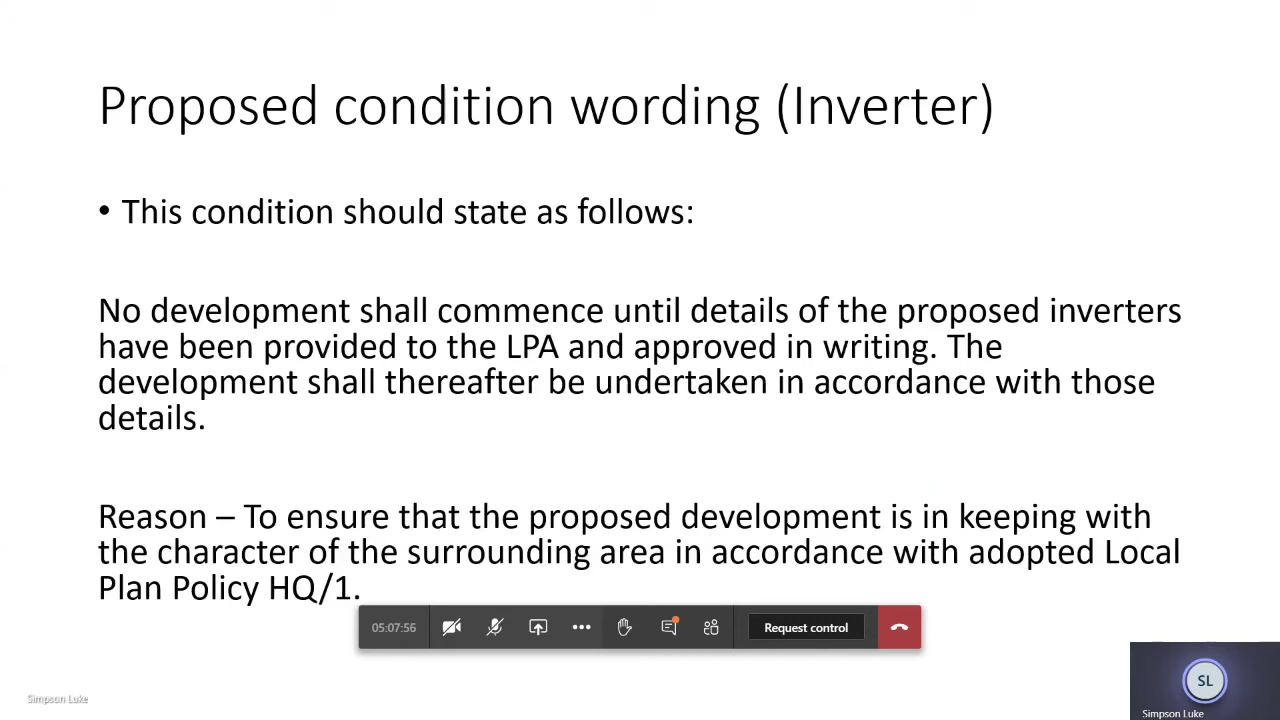 Proposed condition wording (Inverter)
• This condition should state as follows:
No development shall commence until details of the proposed inverters
have been provided to the LPA and approved in writing. The
development shall thereafter be undertaken in accordance with those
details.
Reason – To ensure that the proposed development is in keeping with
the character of the surrounding area in accordance with adopted Local
Plan Policy HQ/1.
05:07:56
Request control
SL
Simpson Luke
Simpson Luke